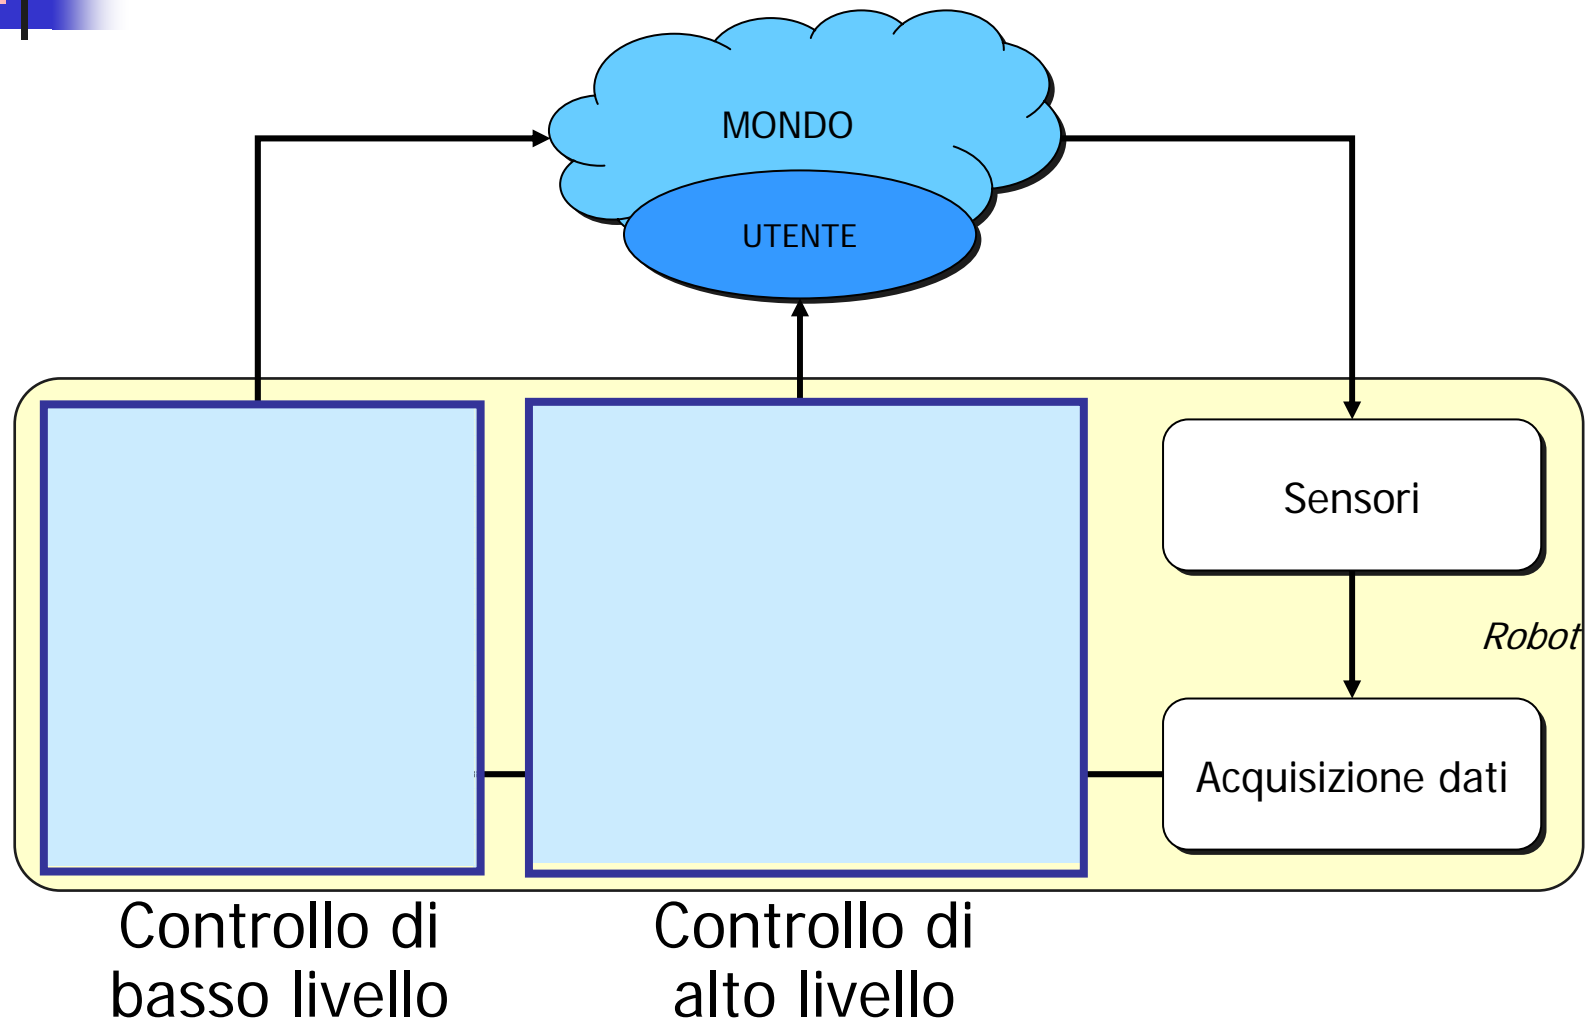 MONDO
UTENTE
Sensori
Robot
Acquisizione dati
Controllo di
basso livello
Controllo di
alto livello